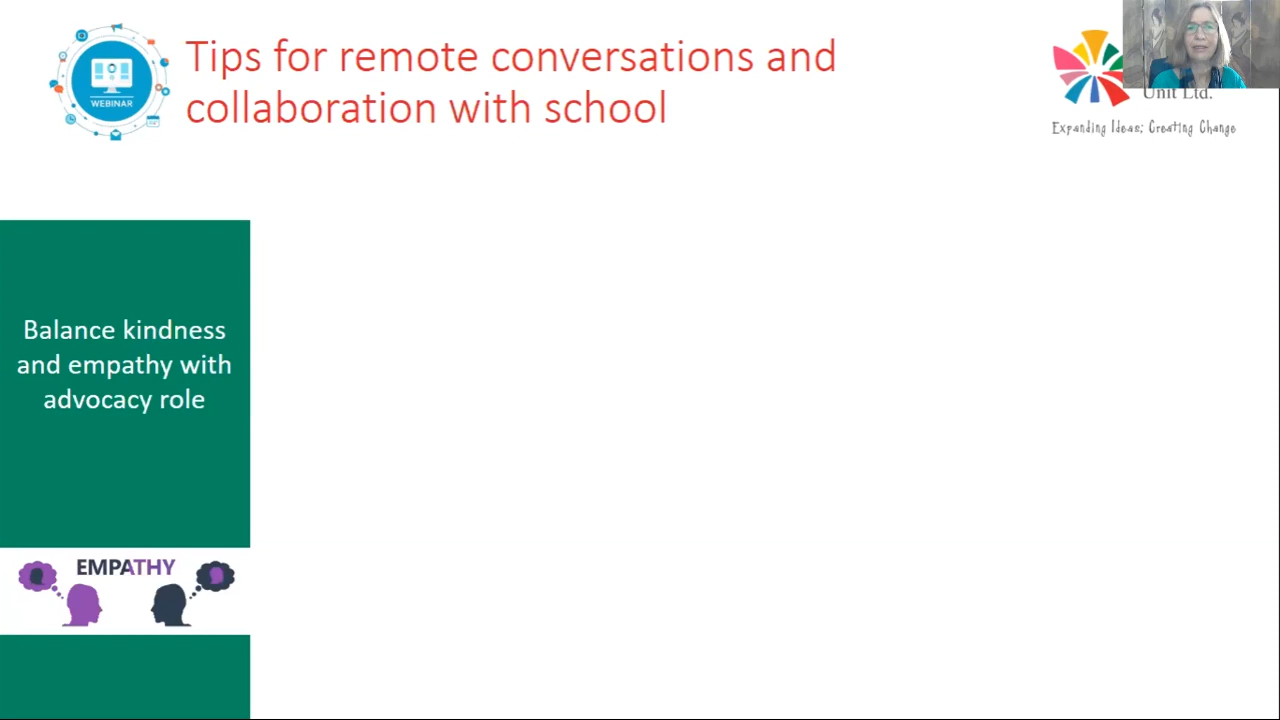 WEBINAR
Tips for remote conversations and
collaboration with school
Unit Ltd.
Expanding Ideas; Creating Change
Balance kindness
and empathy with
advocacy role
EMPATHY